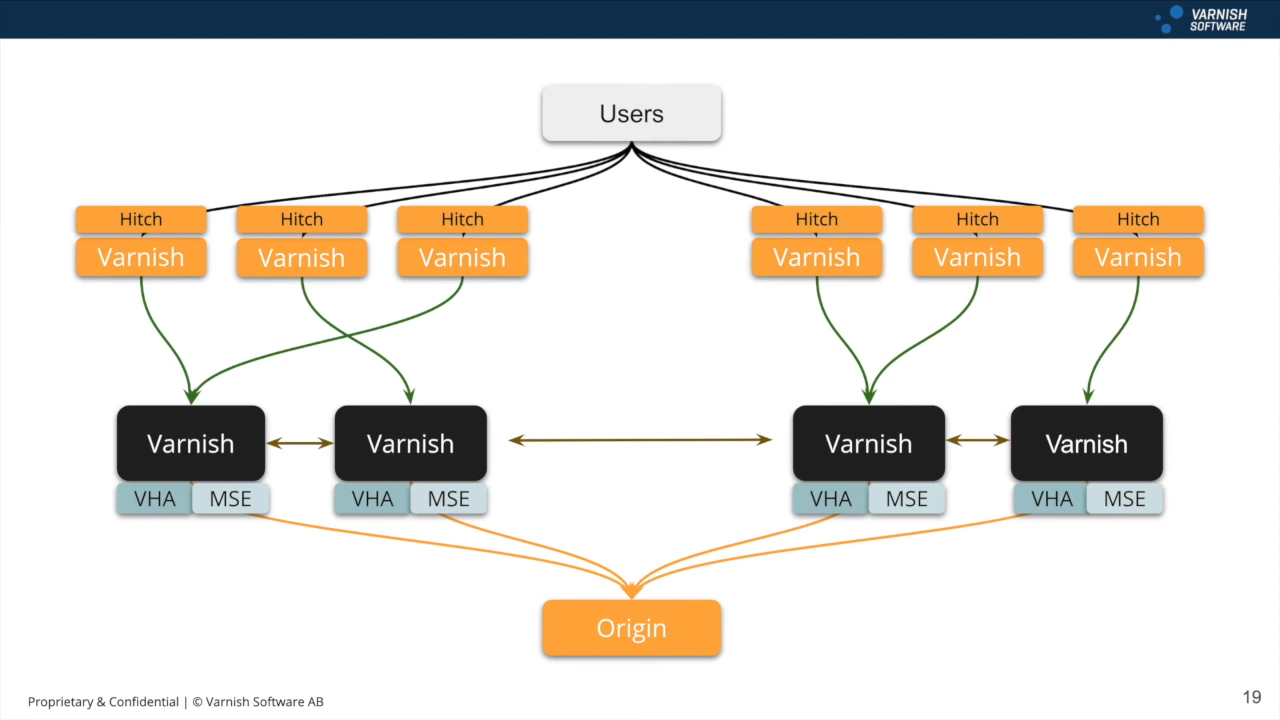 VARNISH
SOFTWARE
Users
Hitch Hitch Hitch Hitch Hitch Hitch
Varnish Varnish Varnish Varnish Varnish Varnish
Varnish Varnish Varnish Varnish
VHA MSE VHA MSE VHA MSE VHA MSE
Origin
Proprietary & Confidential | © Varnish Software AB
19